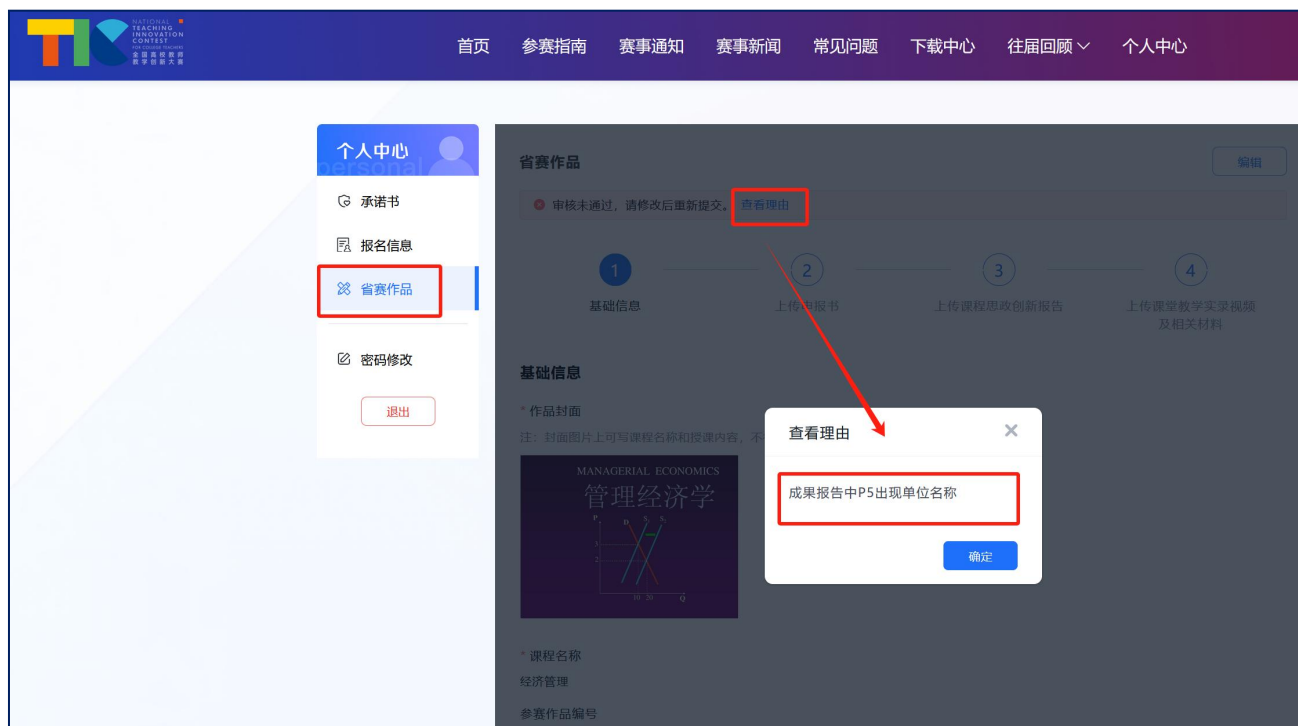 TIC
NATIONAL
TEACHING
INNOVATION
CONTEST
FOR COLLEGE TEACHERS
全国高校教师
教学创新大赛
首页 参赛指南 赛事通知 赛事新闻 常见问题 下载中心 往届回顾 个人中心
个人中心
personal
承诺书
报名信息
省赛作品
密码修改
退出
省赛作品
编辑
审核未通过，请修改后重新提交。 查看理由
1 2 3 4
基础信息 上传申报书 上传课程思政创新报告 上传课堂教学实录视频
及相关材料
基础信息
* 作品封面
注：封面图片上可写课程名称和授课内容，不
MANAGERIAL ECONOMICS
管理经济学
P D S₁ S₂
3
2
10 20 Q
查看理由
成果报告中P5出现单位名称
确定
* 课程名称
经济管理
参赛作品编号